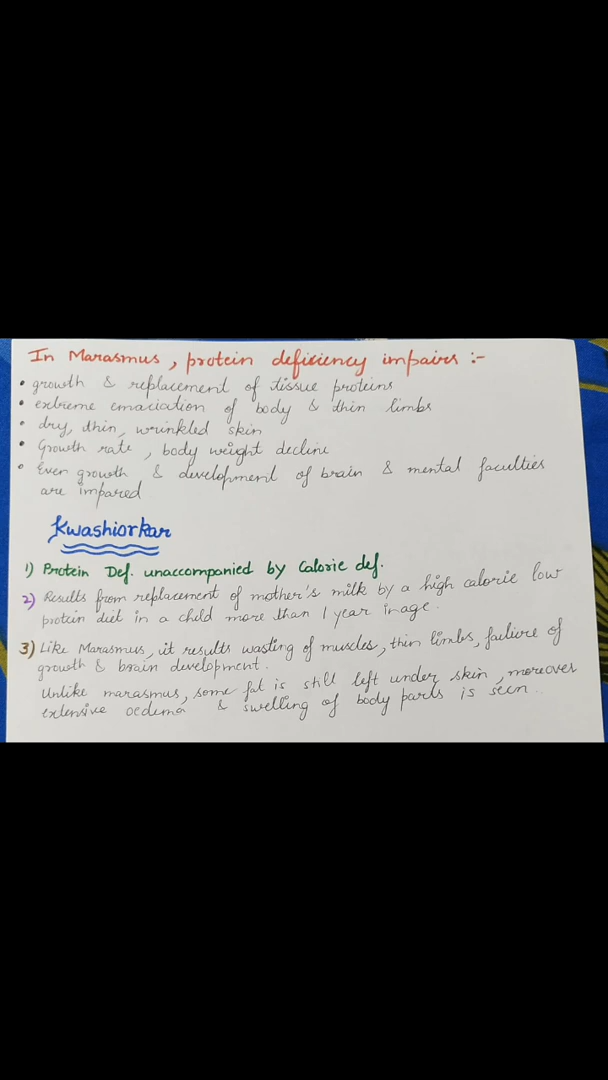 In Marasmus, protein deficiency impairs :-
• growth & replacement of tissue proteins
• extreme emaciation of body & thin limbs
• dry, thin, wrinkled skin
• Growth rate, body weight decline
• Even growth & development of brain & mental faculties
are impared
Kwashiorkar
1) Protein Def. unaccompanied by Calorie def.
2) Results from replacement of mother's milk by a high calorie low
protein diet in a child more than 1 year in age.
3) Like Marasmus, it results wasting of muscles, thin limbs, failure of
growth & brain development.
Unlike marasmus, some fat is still left under skin, moreover
extensive oedema & swelling of body parts is seen.